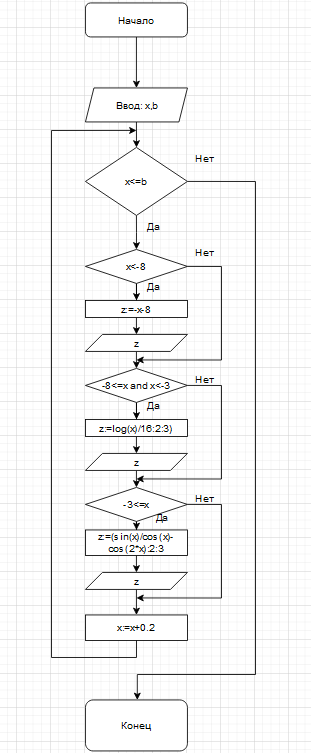 Начало
Ввод: x,b
Нет
x<=b
Да
Нет
x<-8
Да
z:=-x-8
z
Нет
-8<=x and x<-3
Да
z:=log(x)/16:2:3)
z
Нет
-3<=x
Да
z:=(sin(x)/cos(x)-
cos(2*x):2:3
z
x:=x+0.2
Конец